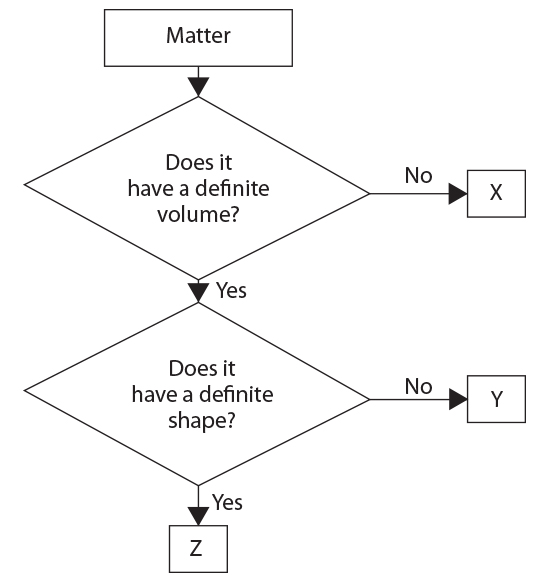 Matter
Does it
have a definite
volume?
No
X
Yes
Does it
have a definite
shape?
No
Y
Yes
Z